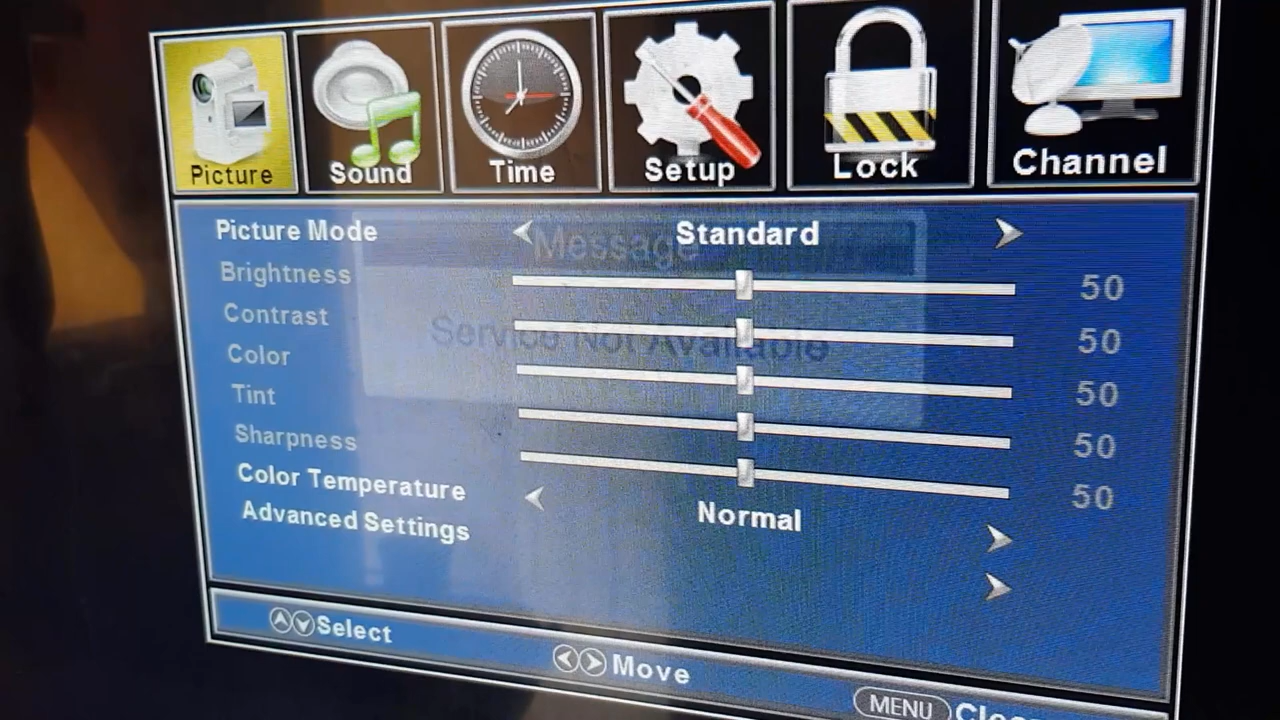 Picture Sound Time Setup Lock Channel
Picture Mode Standard
Message
Brightness 50
Contrast 50
Service Not Available
Color 50
Tint 50
Sharpness 50
Color Temperature Normal
Advanced Settings
Select Move MENU